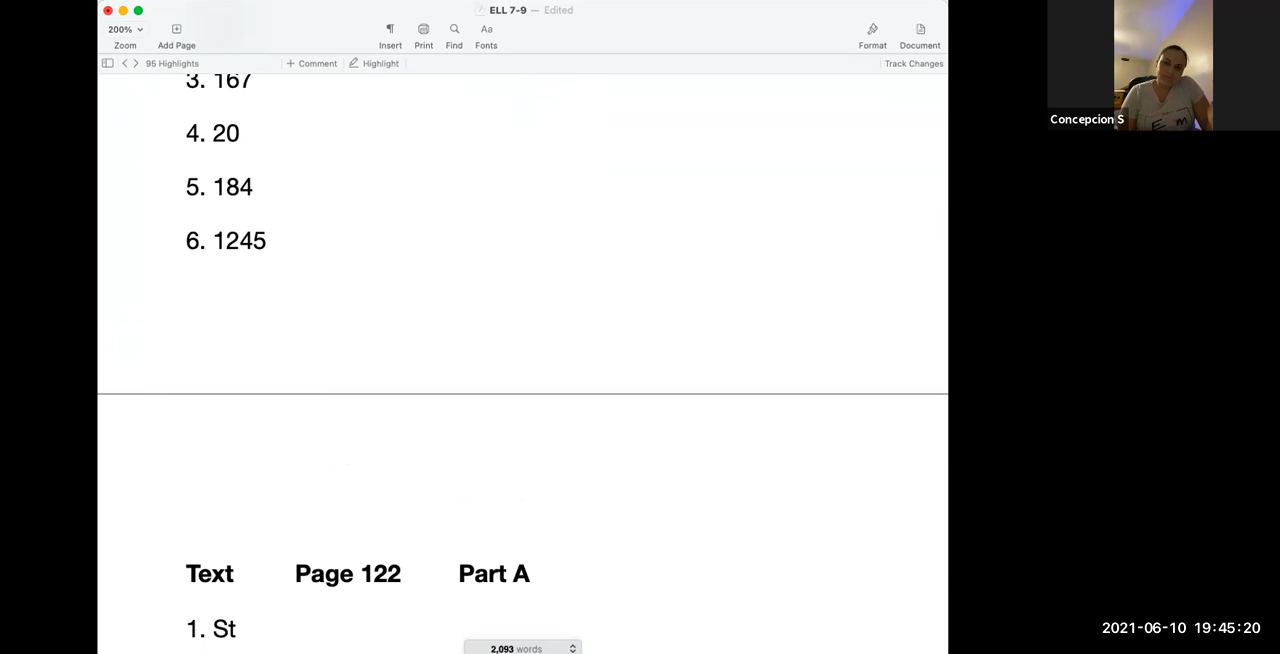 ELL 7-9 — Edited
200%
Zoom
Add Page
Insert
Print
Find
Fonts
Format
Document
95 Highlights
Comment
Highlight
Track Changes
3. 167
4. 20
5. 184
6. 1245
Text Page 122 Part A
1. St
2,093 words
Concepcion S
E m
2021-06-10 19:45:20